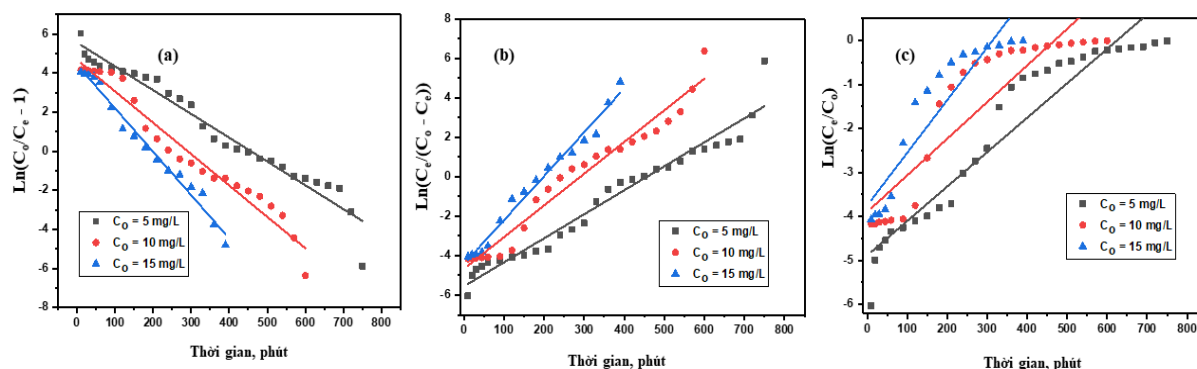 (a)
Ln(Cₒ/Cₑ - 1)
6
4
2
0
-2
-4
-6
-8
C₀ = 5 mg/L
C₀ = 10 mg/L
C₀ = 15 mg/L
0 100 200 300 400 500 600 700 800
Thời gian, phút
(b)
Ln(Cₑ/(Cₒ - Cₑ))
8
6
4
2
0
-2
-4
-6
C₀ = 5 mg/L
C₀ = 10 mg/L
C₀ = 15 mg/L
0 100 200 300 400 500 600 700 800
Thời gian, phút
(c)
Ln(Cₑ/Cₒ)
0
-1
-2
-3
-4
-5
-6
C₀ = 5 mg/L
C₀ = 10 mg/L
C₀ = 15 mg/L
0 100 200 300 400 500 600 700 800
Thời gian, phút